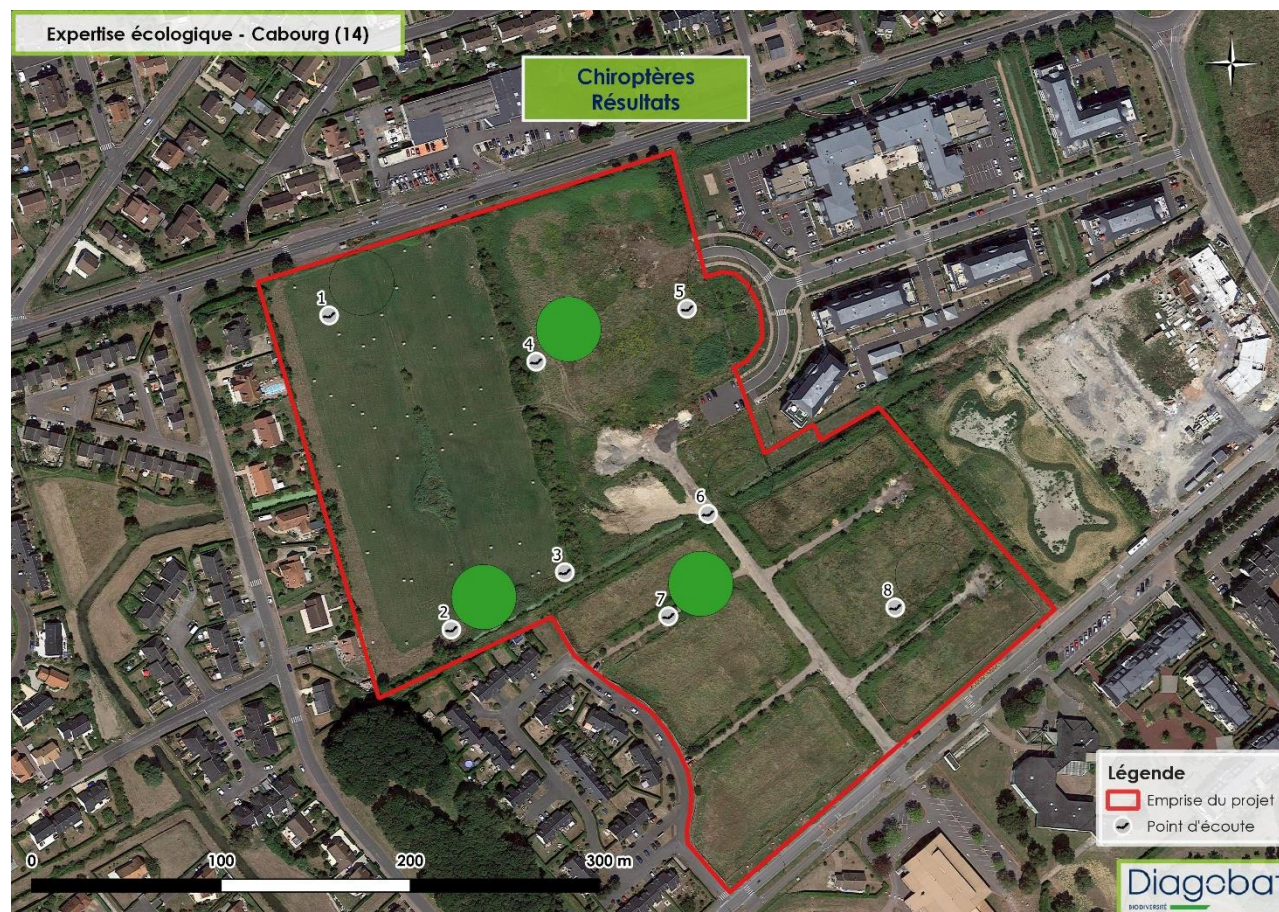 Expertise écologique - Cabourg (14)
Chiroptères
Résultats
1
5
4
6
3
8
7
2
Légende
Emprise du projet
Point d'écoute
0
100
200
300 m
Diagobat
BIODIVERSITÉ